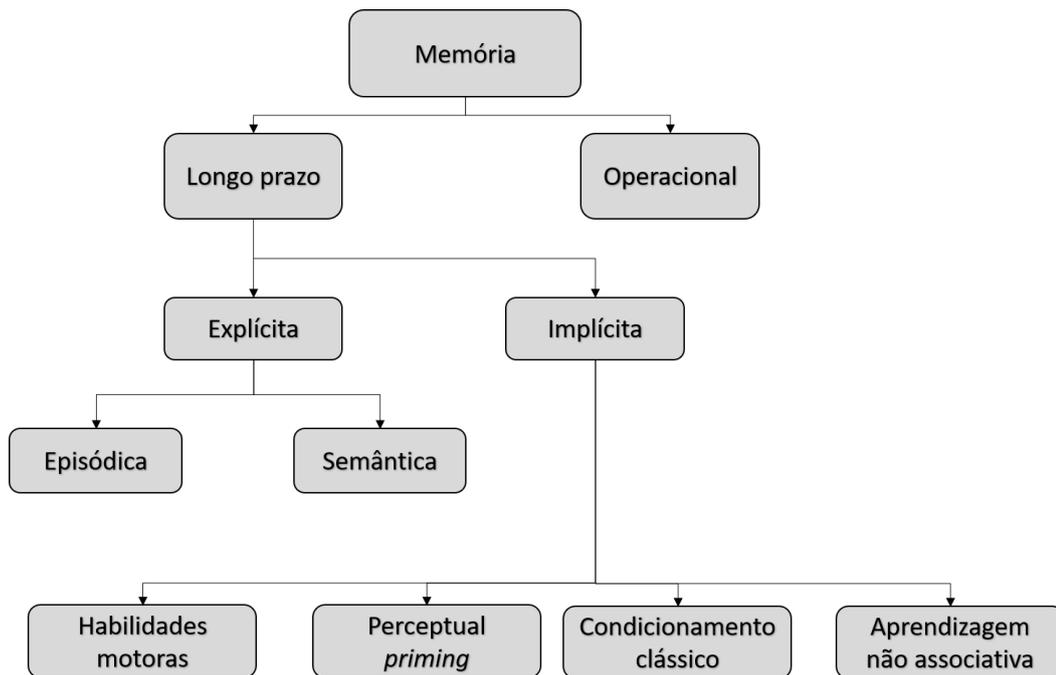 Memória
Longo prazo
Operacional
Explícita
Implícita
Episódica
Semântica
Habilidades
motoras
Perceptual
priming
Condicionamento
clássico
Aprendizagem
não associativa